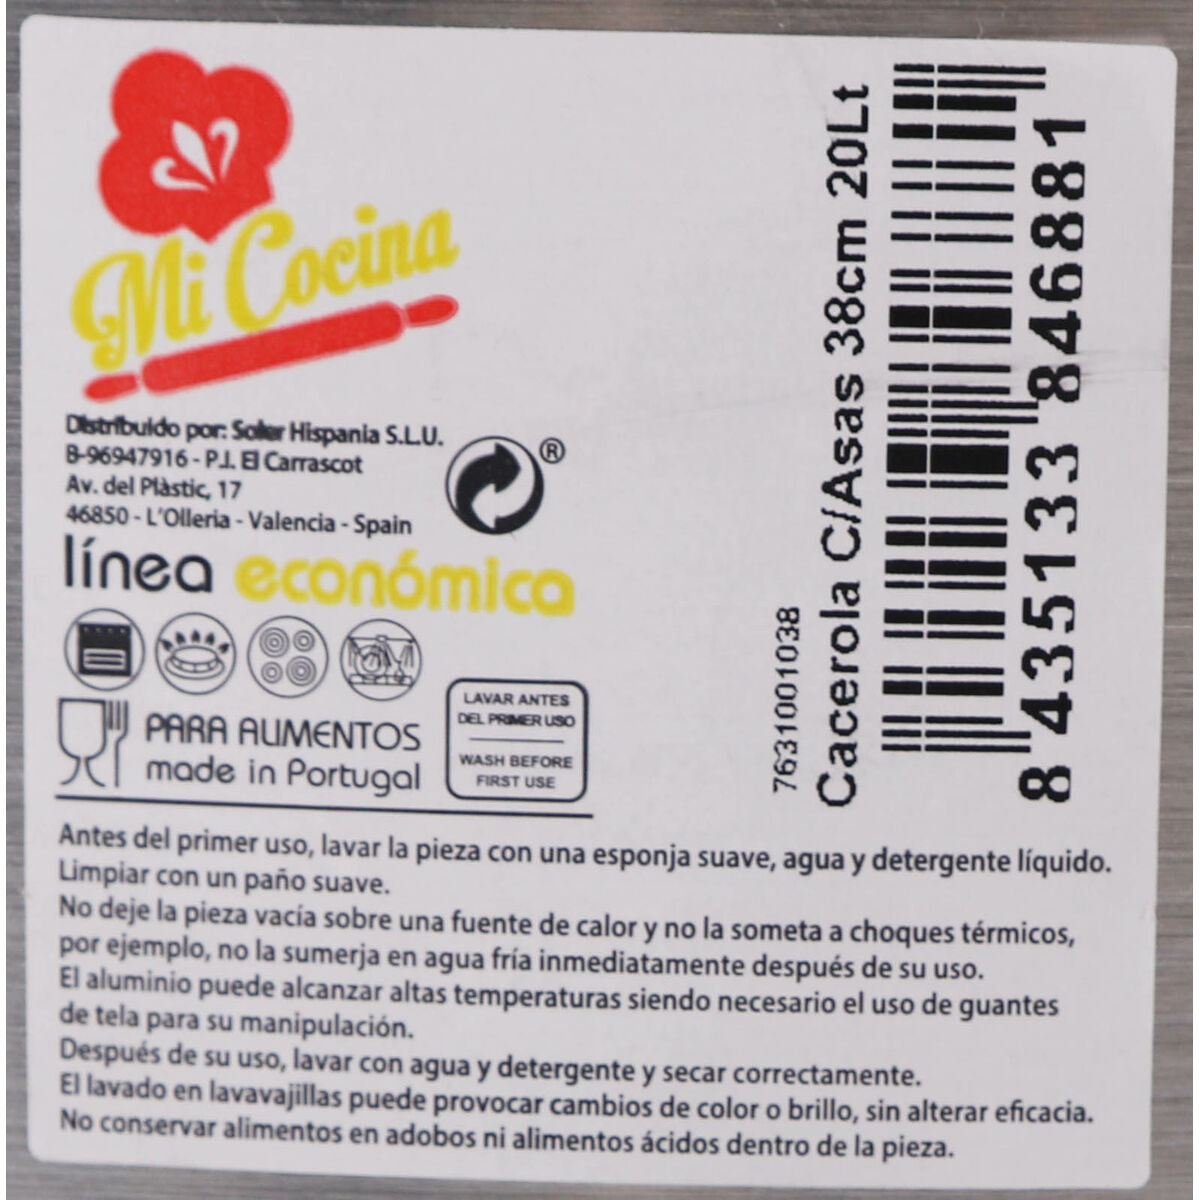 Mi Cocina
Distribuido por: Soler Hispania S.L.U.
B-96947916 - P.I. El Carrascot
Av. del Plàstic, 17
46850 - L'Olleria - Valencia - Spain
®
línea económica
PARA ALIMENTOS
made in Portugal
LAVAR ANTES
DEL PRIMER USO
WASH BEFORE
FIRST USE
7631001038
Cacerola C/Asas 38cm 20Lt
8 435133 846881
Antes del primer uso, lavar la pieza con una esponja suave, agua y detergente líquido.
Limpiar con un paño suave.
No deje la pieza vacía sobre una fuente de calor y no la someta a choques térmicos,
por ejemplo, no la sumerja en agua fría inmediatamente después de su uso.
El aluminio puede alcanzar altas temperaturas siendo necesario el uso de guantes
de tela para su manipulación.
Después de su uso, lavar con agua y detergente y secar correctamente.
El lavado en lavavajillas puede provocar cambios de color o brillo, sin alterar eficacia.
No conservar alimentos en adobos ni alimentos ácidos dentro de la pieza.